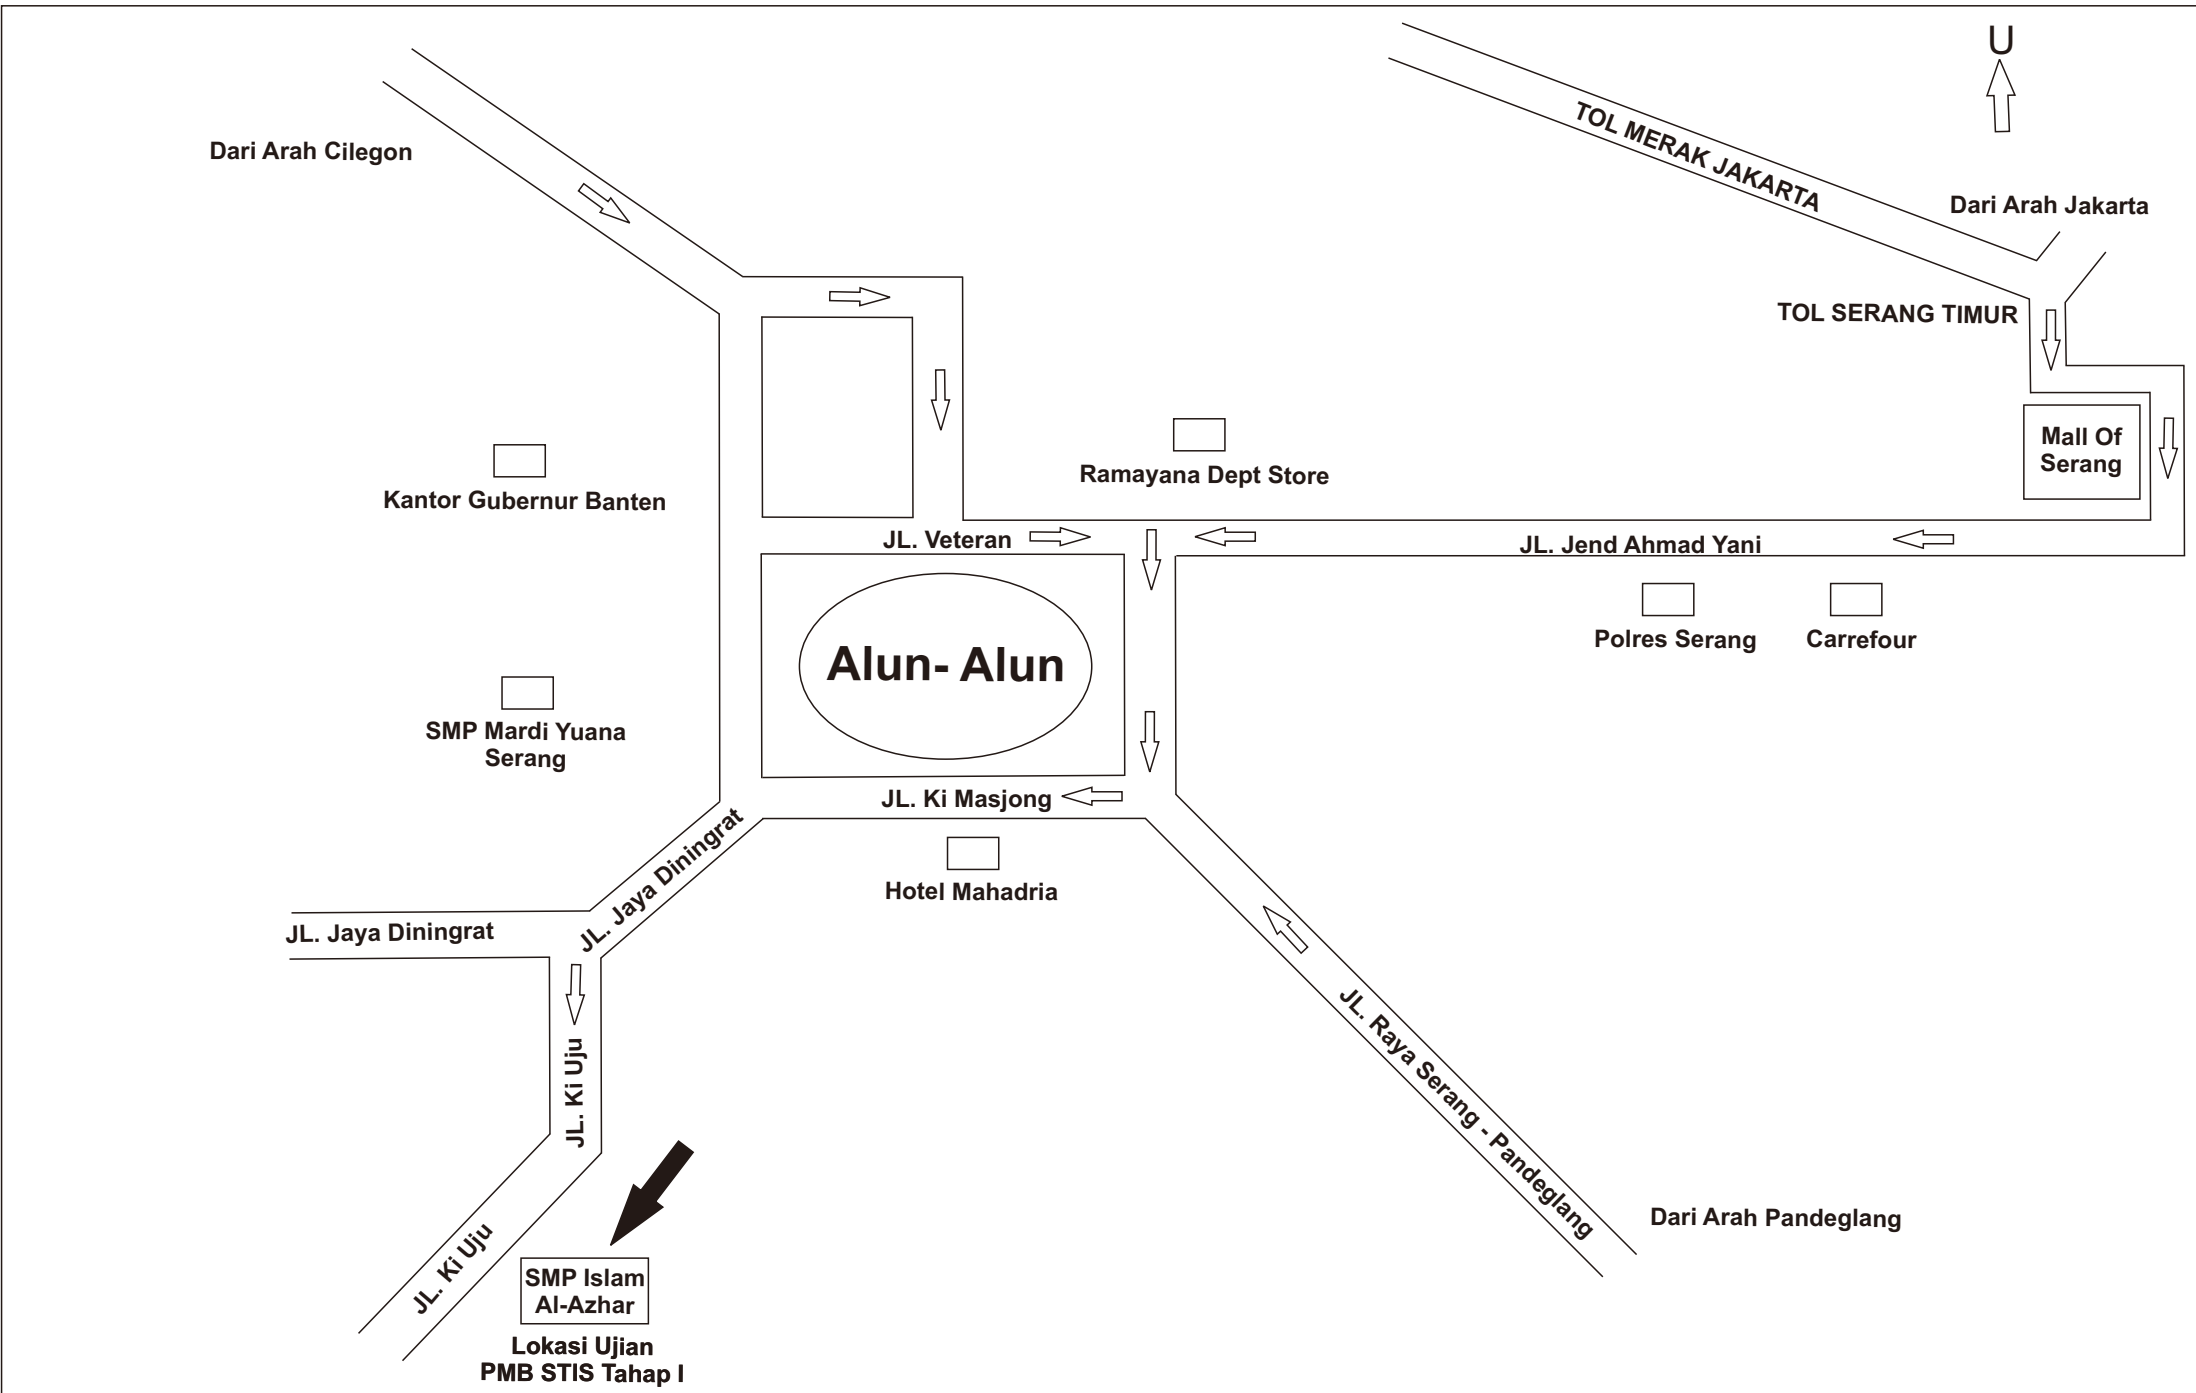 U
TOL MERAK JAKARTA
Dari Arah Cilegon
Dari Arah Jakarta
TOL SERANG TIMUR
Mall Of
Serang
Ramayana Dept Store
Kantor Gubernur Banten
JL. Veteran
JL. Jend Ahmad Yani
Polres Serang
Carrefour
Alun- Alun
SMP Mardi Yuana
Serang
JL. Ki Masjong
JL. Jaya Diningrat
Hotel Mahadria
JL. Jaya Diningrat
JL. Ki Uju
JL. Raya Serang - Pandeglang
Dari Arah Pandeglang
JL. Ki Uju
SMP Islam
Al-Azhar
Lokasi Ujian
PMB STIS Tahap I